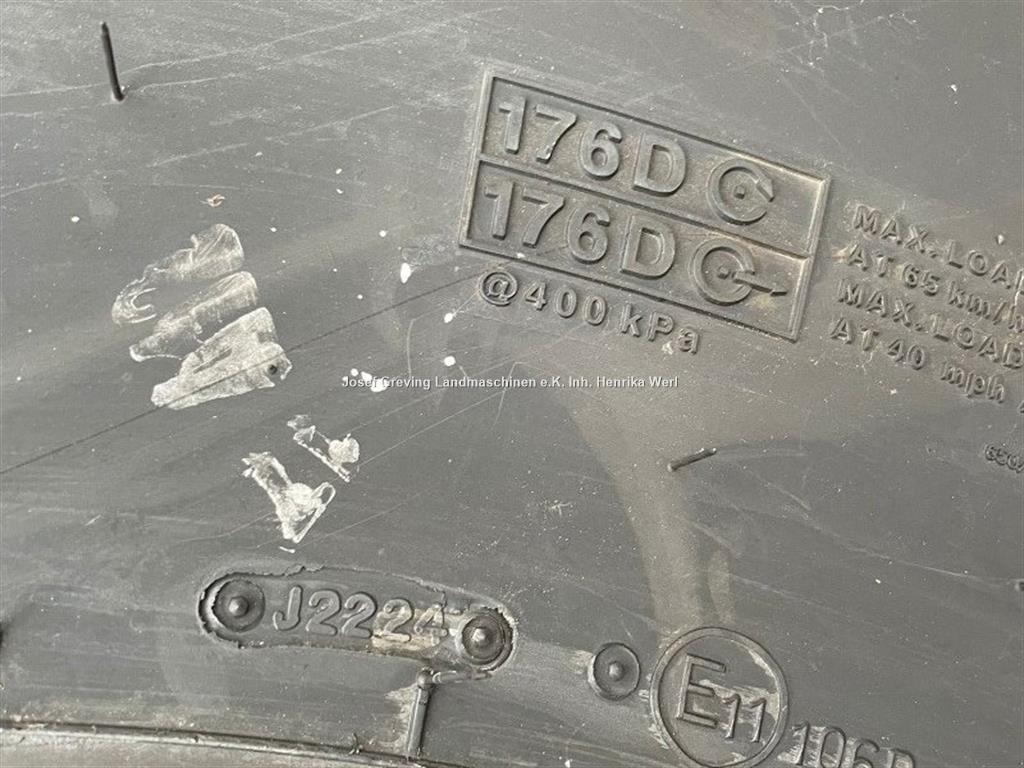 176D
176D
@ 400 kPa
MAX. LOAD
AT 65 km/h
MAX. LOAD
AT 40 mph
Josef Greving Landmaschinen e.K. Inh. Henrika Werl
J2224
E11